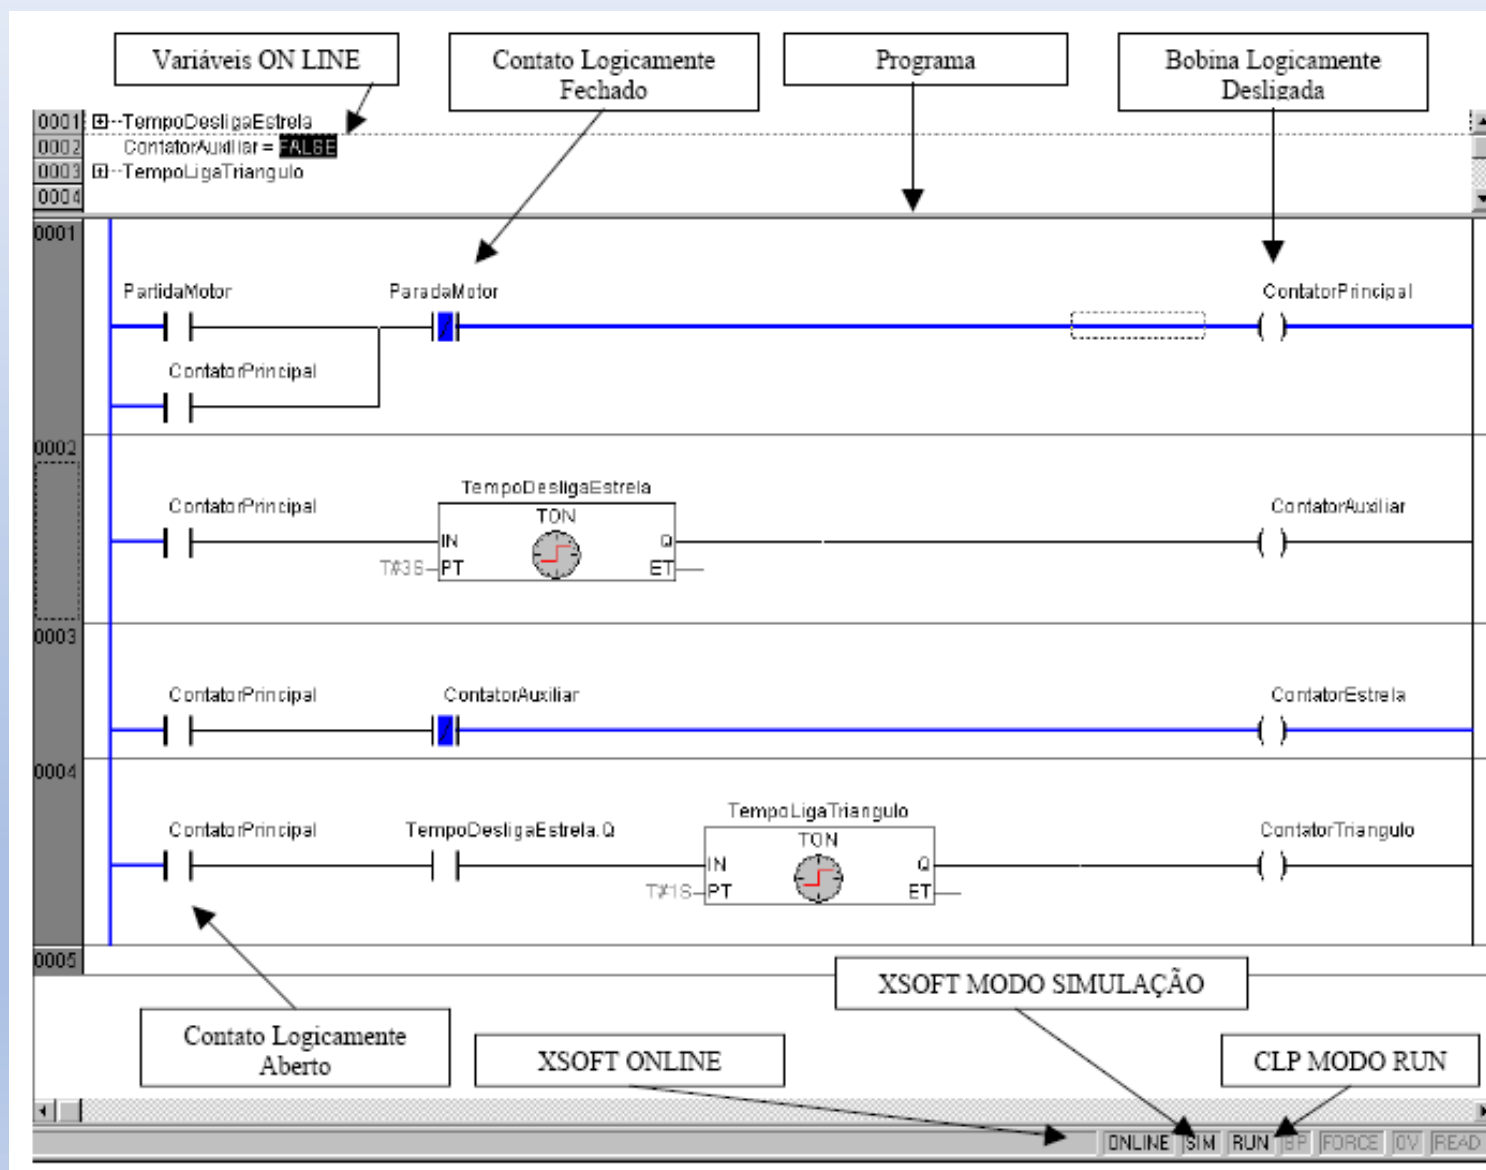 Variáveis ON LINE
Contato Logicamente
Fechado
Programa
Bobina Logicamente
Desligada
0001 TempoDesligaEstrela
0002 ContatorAuxiliar = FALSE
0003 TempoLigaTriangulo
0004
0001
PartidaMotor ParadaMotor ContatorPrincipal
ContatorPrincipal
0002
TempoDesligaEstrela
ContatorPrincipal TON ContatorAuxiliar
IN Q
T#3S PT ET
0003
ContatorPrincipal ContatorAuxiliar ContatorEstrela
0004
TempoLigaTriangulo
ContatorPrincipal TempoDesligaEstrela.Q TON ContatorTriangulo
IN Q
T#1S PT ET
0005
XSOFT MODO SIMULAÇÃO
Contato Logicamente
Aberto
XSOFT ONLINE
CLP MODO RUN
ONLINE SIM RUN BP FORCE OV READ